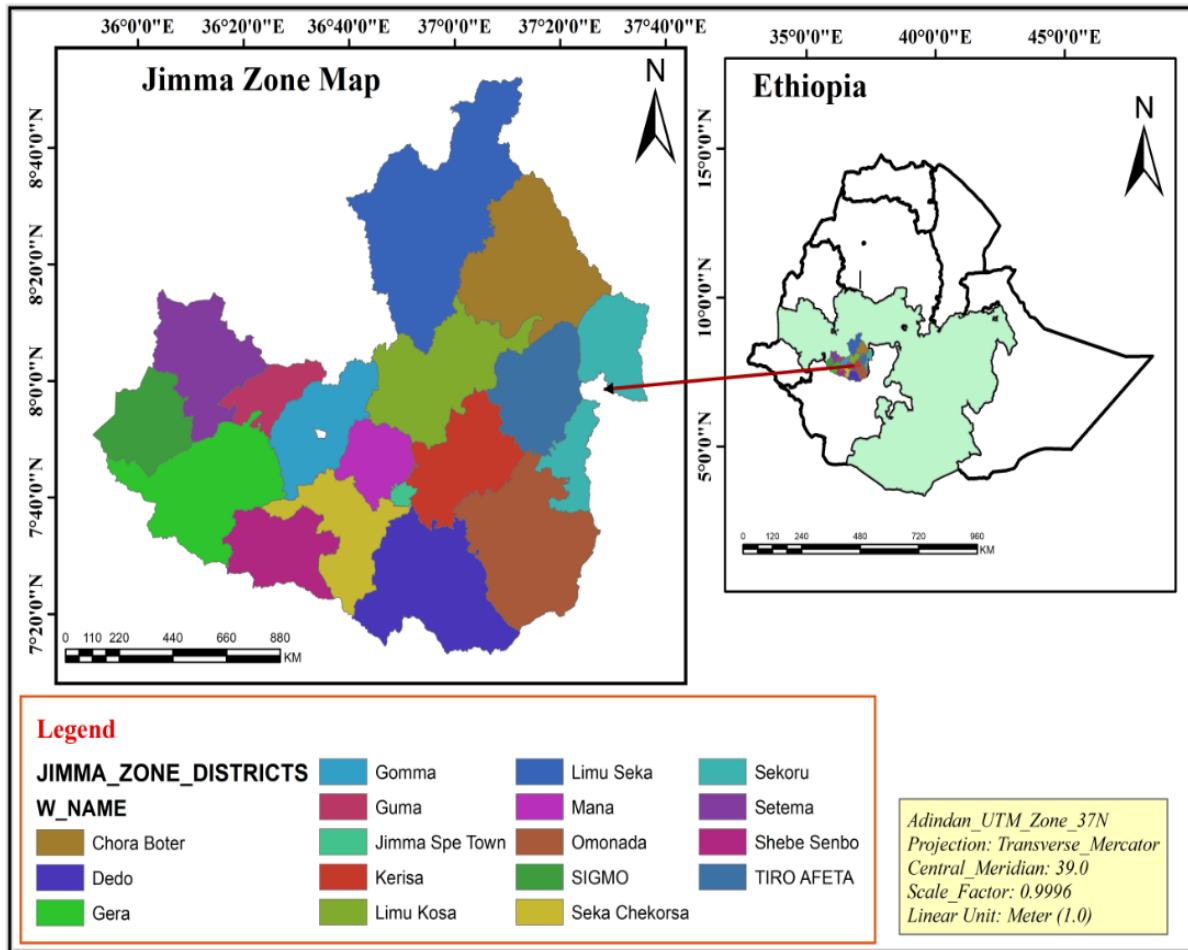 36°0'0"E 36°20'0"E 36°40'0"E 37°0'0"E 37°20'0"E 37°40'0"E
Jimma Zone Map
N
8°40'0"N
8°20'0"N
8°0'0"N
7°40'0"N
7°20'0"N
0 110 220 440 660 880
KM
35°0'0"E 40°0'0"E 45°0'0"E
Ethiopia
N
15°0'0"N
10°0'0"N
5°0'0"N
0 120 240 480 720 960
KM
Legend
JIMMA_ZONE_DISTRICTS
W_NAME
Chora Boter
Dedo
Gera
Gomma
Guma
Jimma Spe Town
Kerisa
Limu Kosa
Limu Seka
Mana
Omonada
SIGMO
Seka Chekorsa
Sekoru
Setema
Shebe Senbo
TIRO AFETA
Adindan_UTM_Zone_37N
Projection: Transverse_Mercator
Central_Meridian: 39.0
Scale_Factor: 0.9996
Linear Unit: Meter (1.0)